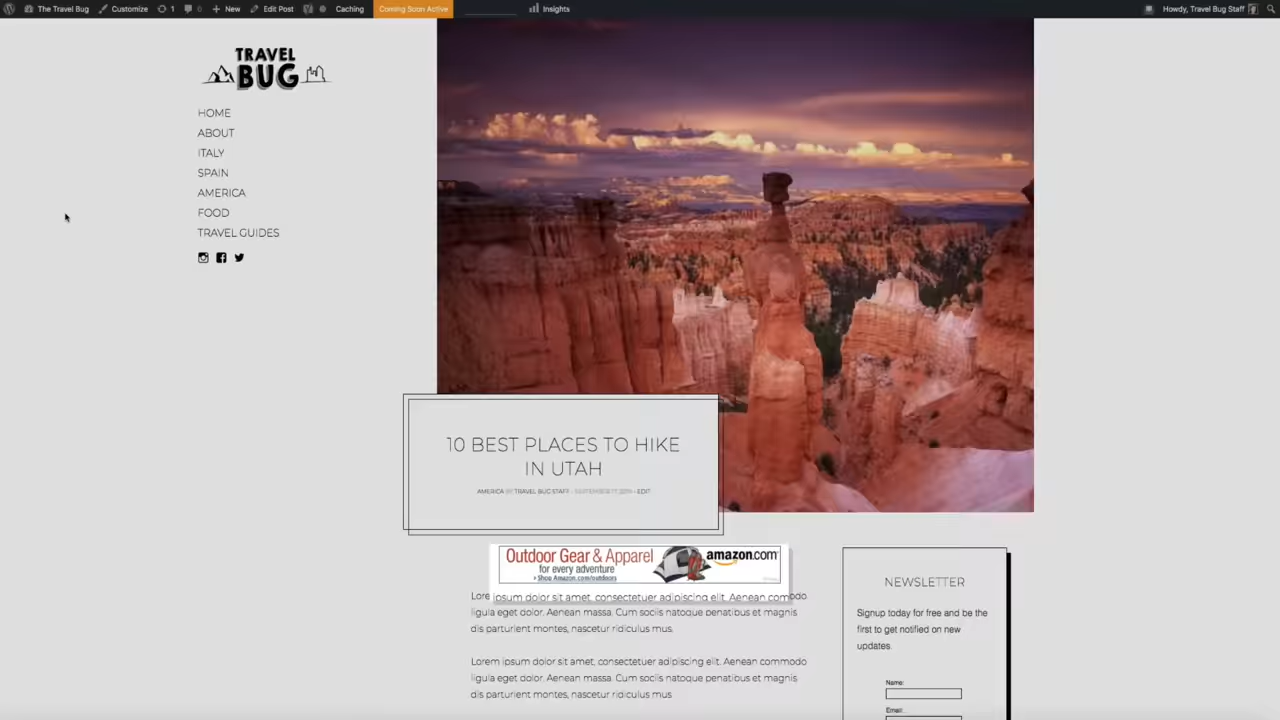 The Travel Bug Customize 1 0 New Edit Post Caching Coming Soon Active Insights Howdy, Travel Bug Staff
TRAVEL
BUG
HOME
ABOUT
ITALY
SPAIN
AMERICA
FOOD
TRAVEL GUIDES
10 BEST PLACES TO HIKE
IN UTAH
AMERICA BY TRAVEL BUG STAFF - SEPTEMBER 17, - EDIT
Outdoor Gear & Apparel
for every adventure
Shop Amazon.com/outdoors
amazon.com
Lore ipsum dolor sit amet, consectetuer adipiscing elit. Aenean commodo
ligula eget dolor. Aenean massa. Cum sociis natoque penatibus et magnis
dis parturient montes, nascetur ridiculus mus.
Lorem ipsum dolor sit amet, consectetuer adipiscing elit. Aenean commodo
ligula eget dolor. Aenean massa. Cum sociis natoque penatibus et magnis
dis parturient montes, nascetur ridiculus mus
NEWSLETTER
Signup today for free and be the
first to get notified on new
updates.
Name:
Email: